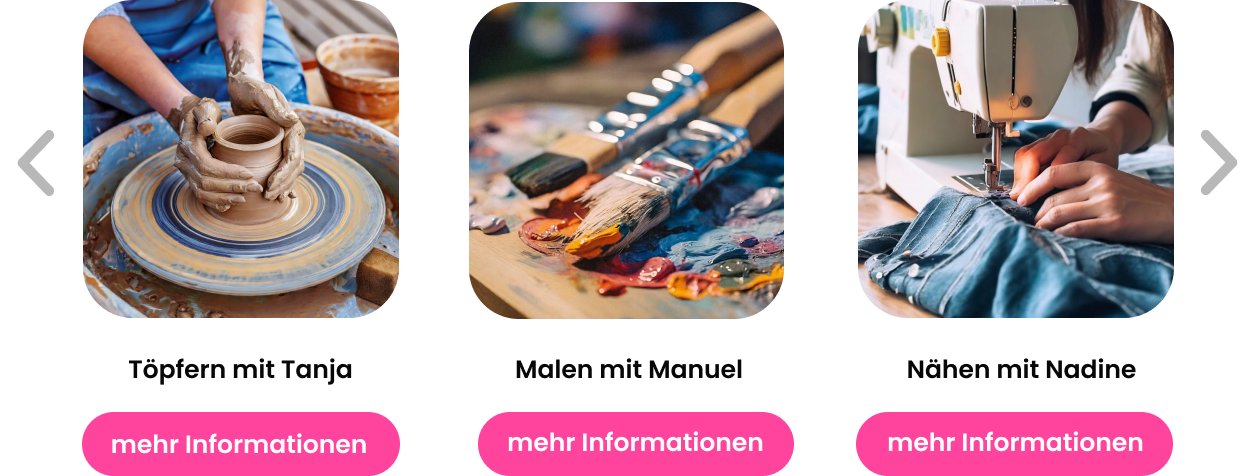 Töpfern mit Tanja
Malen mit Manuel
Nähen mit Nadine
mehr Informationen
mehr Informationen
mehr Informationen